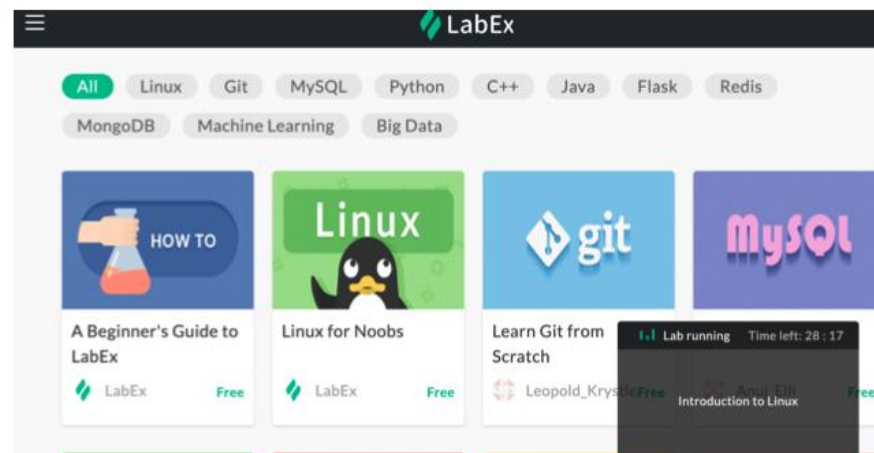 LabEx
All Linux Git MySQL Python C++ Java Flask Redis
MongoDB Machine Learning Big Data
HOW TO
Linux
git
MySQL
A Beginner's Guide to
LabEx
LabEx Free
Linux for Noobs
LabEx Free
Learn Git from
Scratch
Free
Lab running Time left: 28 : 17
Introduction to Linux
Free